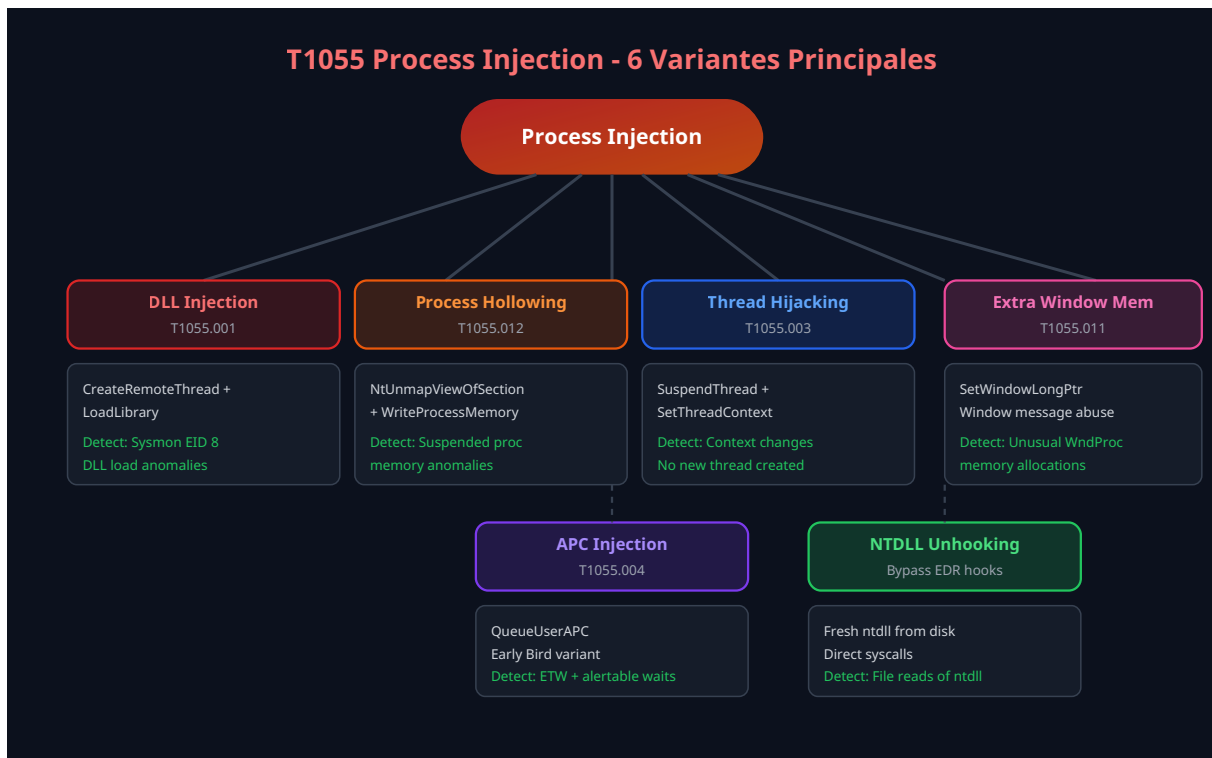 T1055 Process Injection - 6 Variantes Principales
Process Injection
DLL Injection
T1055.001
CreateRemoteThread +
LoadLibrary
Detect: Sysmon EID 8
DLL load anomalies
Process Hollowing
T1055.012
NtUnmapViewOfSection
+ WriteProcessMemory
Detect: Suspended proc
memory anomalies
Thread Hijacking
T1055.003
SuspendThread +
SetThreadContext
Detect: Context changes
No new thread created
Extra Window Mem
T1055.011
SetWindowLongPtr
Window message abuse
Detect: Unusual WndProc
memory allocations
APC Injection
T1055.004
QueueUserAPC
Early Bird variant
Detect: ETW + alertable waits
NTDLL Unhooking
Bypass EDR hooks
Fresh ntdll from disk
Direct syscalls
Detect: File reads of ntdll